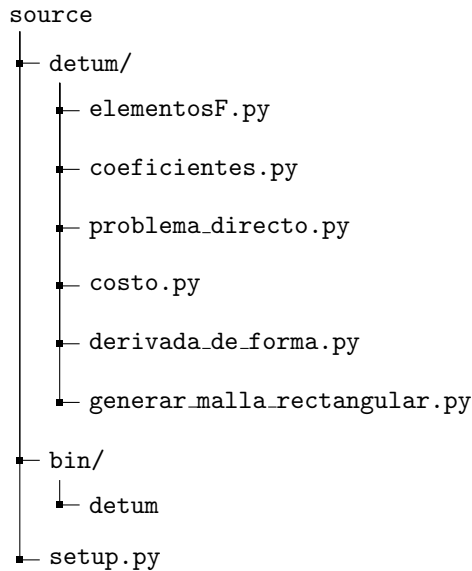 source
detum/
elementosF.py
coeficientes.py
problema_directo.py
costo.py
derivada_de_forma.py
generar_malla_rectangular.py
bin/
detum
setup.py